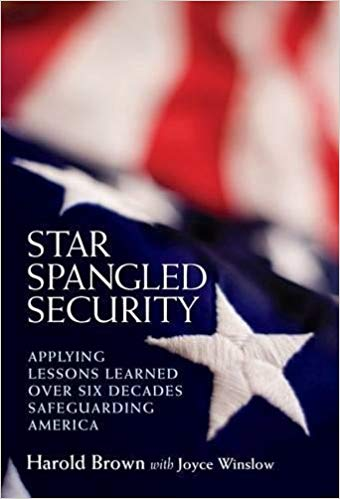 STAR
SPANGLED
SECURITY
APPLYING
LESSONS LEARNED
OVER SIX DECADES
SAFEGUARDING
AMERICA
Harold Brown with Joyce Winslow